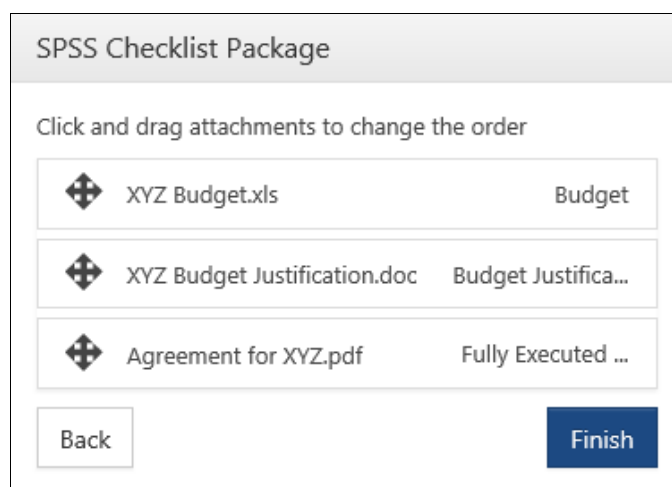 SPSS Checklist Package
Click and drag attachments to change the order
XYZ Budget.xls Budget
XYZ Budget Justification.doc Budget Justifica...
Agreement for XYZ.pdf Fully Executed ...
Back Finish